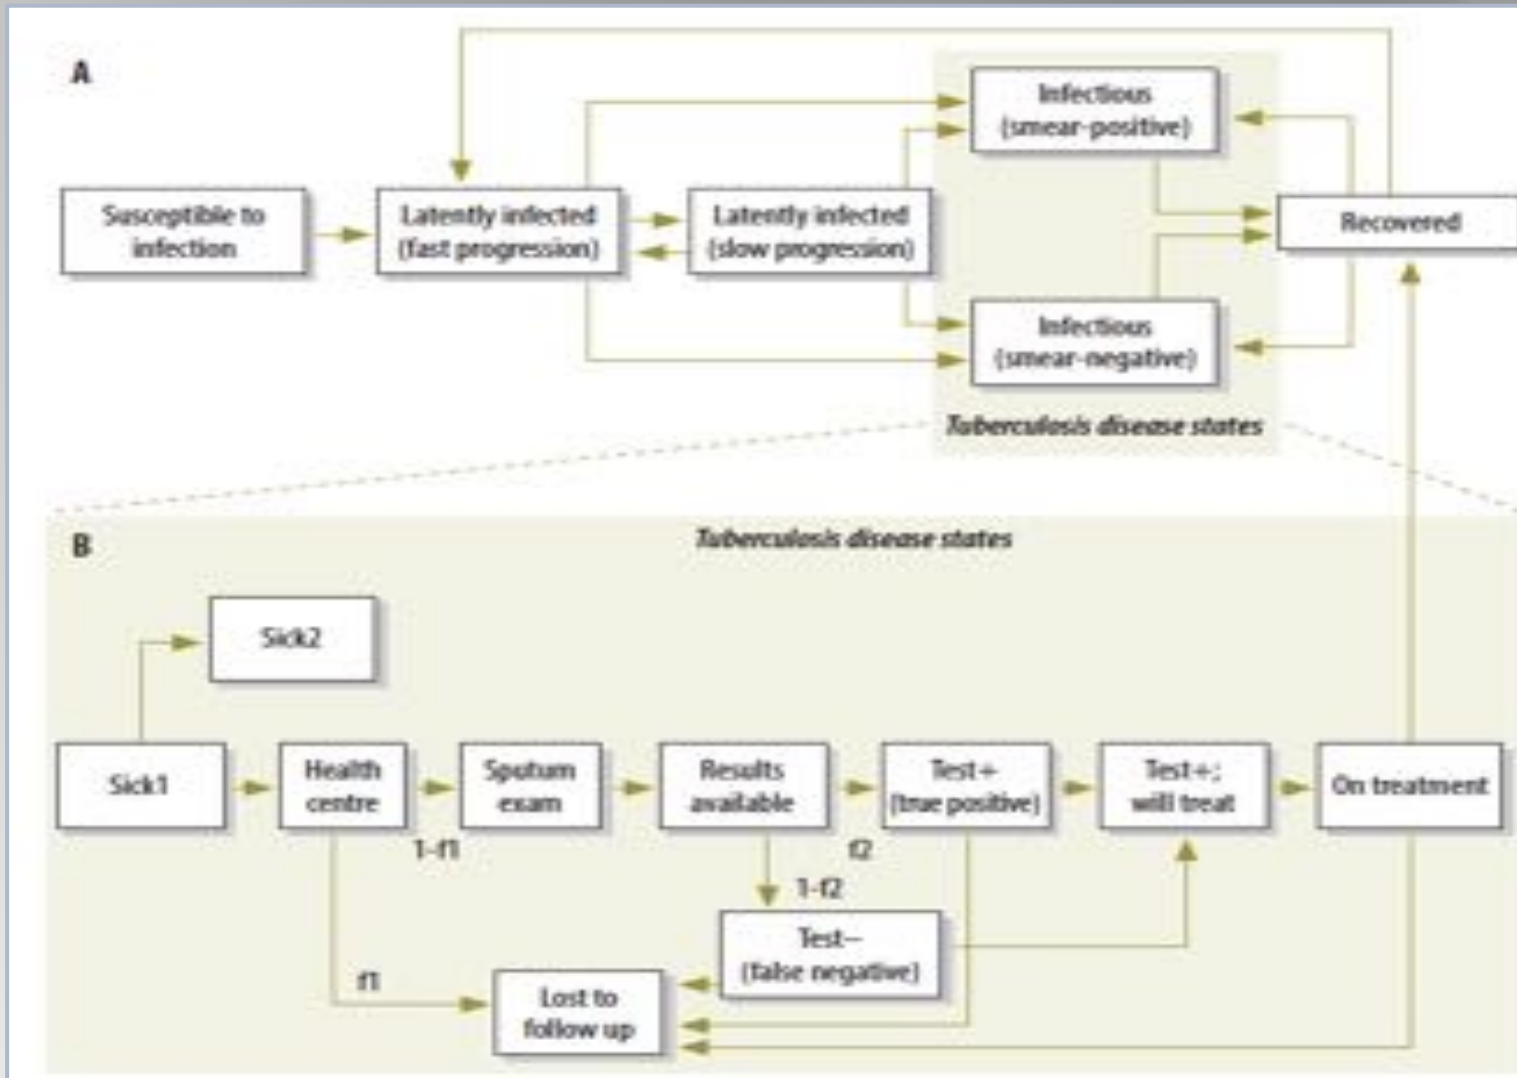 A
Infectious
(smear-positive)
Susceptible to
infection
Latently infected
(fast progression)
Latently infected
(slow progression)
Recovered
Infectious
(smear-negative)
Tuberculosis disease states
B
Tuberculosis disease states
Sick2
Sick1
Health
centre
Sputum
exam
Results
available
Test+
(true positive)
Test+;
will treat
On treatment
1-f1
f2
1-f2
Test–
(false negative)
f1
Lost to
follow up